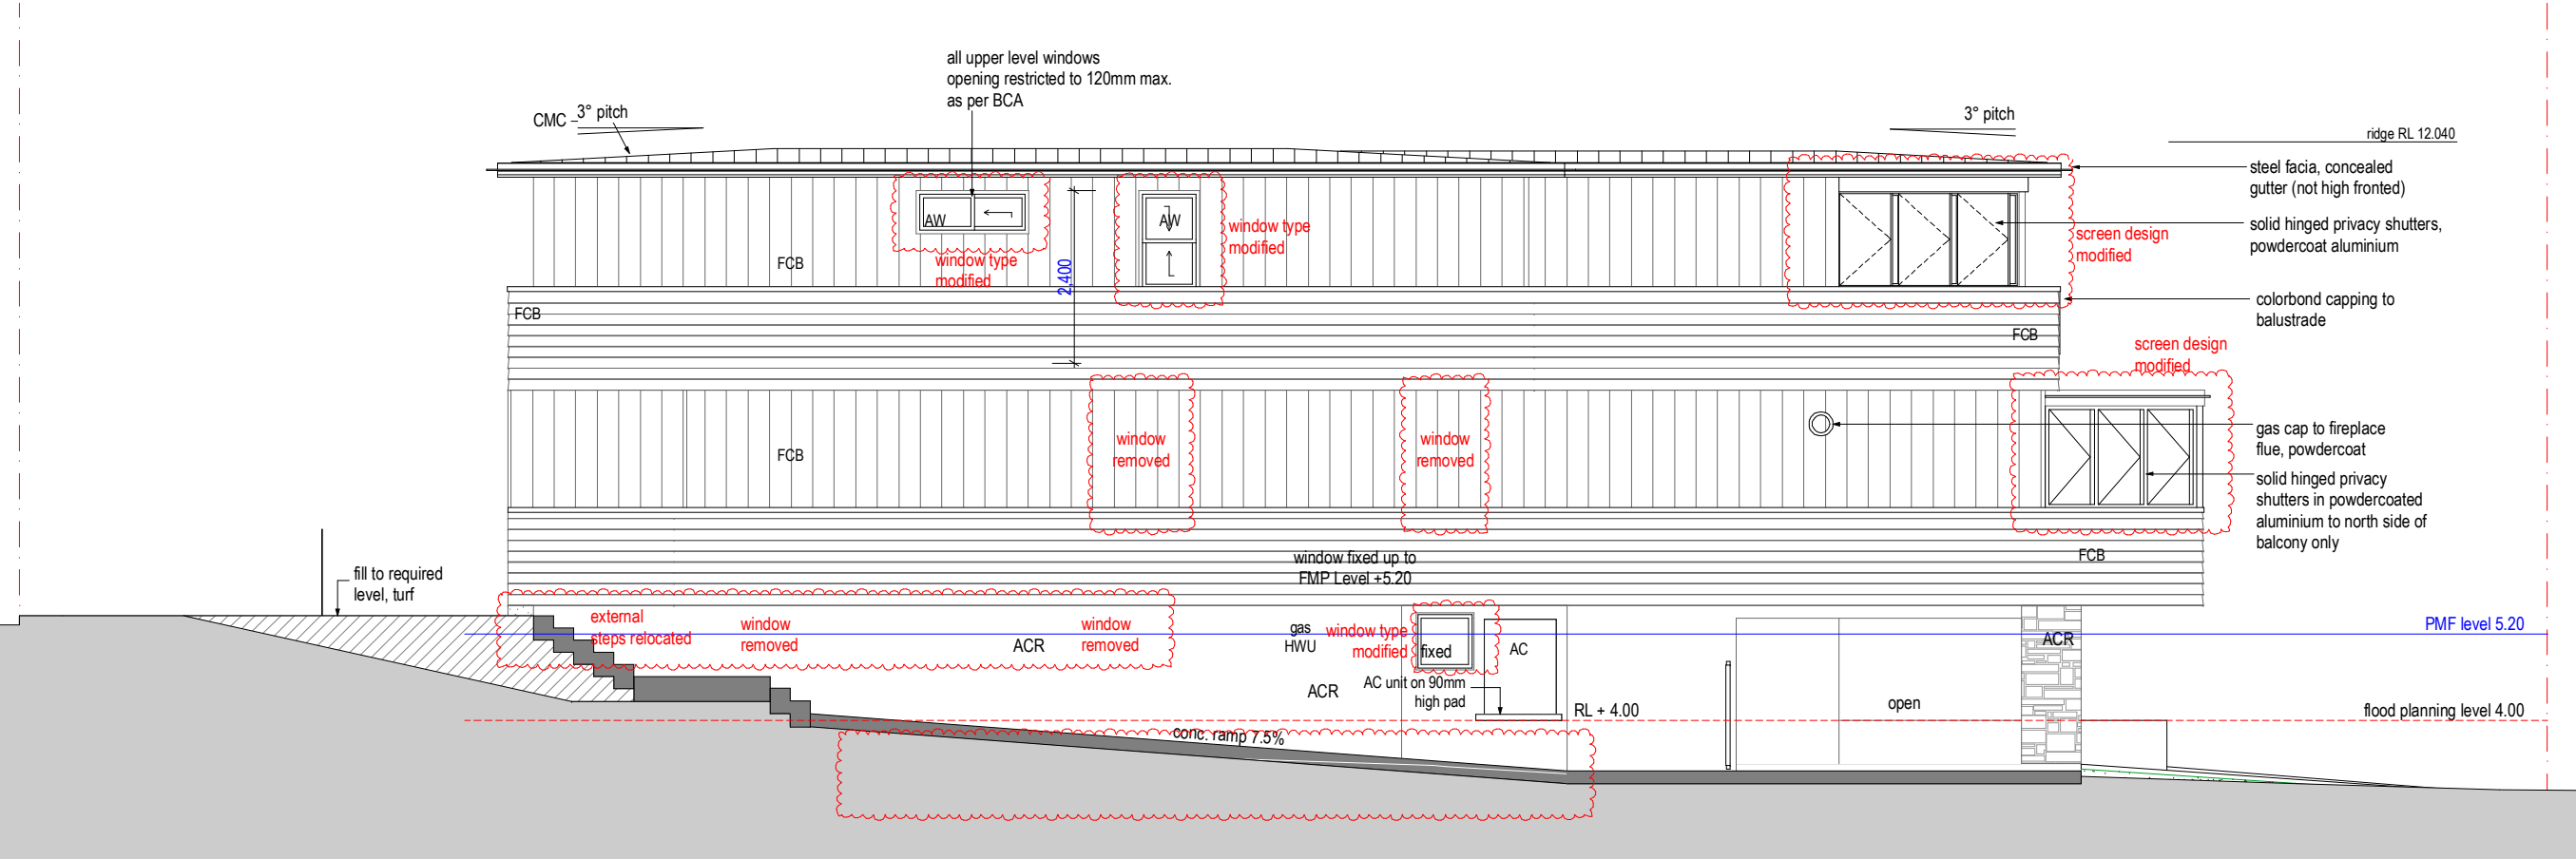 all upper level windows
opening restricted to 120mm max.
as per BCA
CMC
3° pitch
3° pitch
ridge RL 12.040
steel facia, concealed
gutter (not high fronted)
solid hinged privacy shutters,
powdercoat aluminium
screen design
modified
colorbond capping to
balustrade
AW
AW
window type
modified
window type
modified
2,400
FCB
FCB
FCB
screen design
modified
window
removed
window
removed
FCB
gas cap to fireplace
flue, powdercoat
solid hinged privacy
shutters in powdercoated
aluminium to north side of
balcony only
window fixed up to
FMP Level +5.20
FCB
fill to required
level, turf
external
steps relocated
window
removed
ACR
window
removed
gas
HWU
window type
modified
fixed
AC
ACR
PMF level 5.20
ACR
AC unit on 90mm
high pad
RL + 4.00
open
flood planning level 4.00
conc. ramp 7.5%